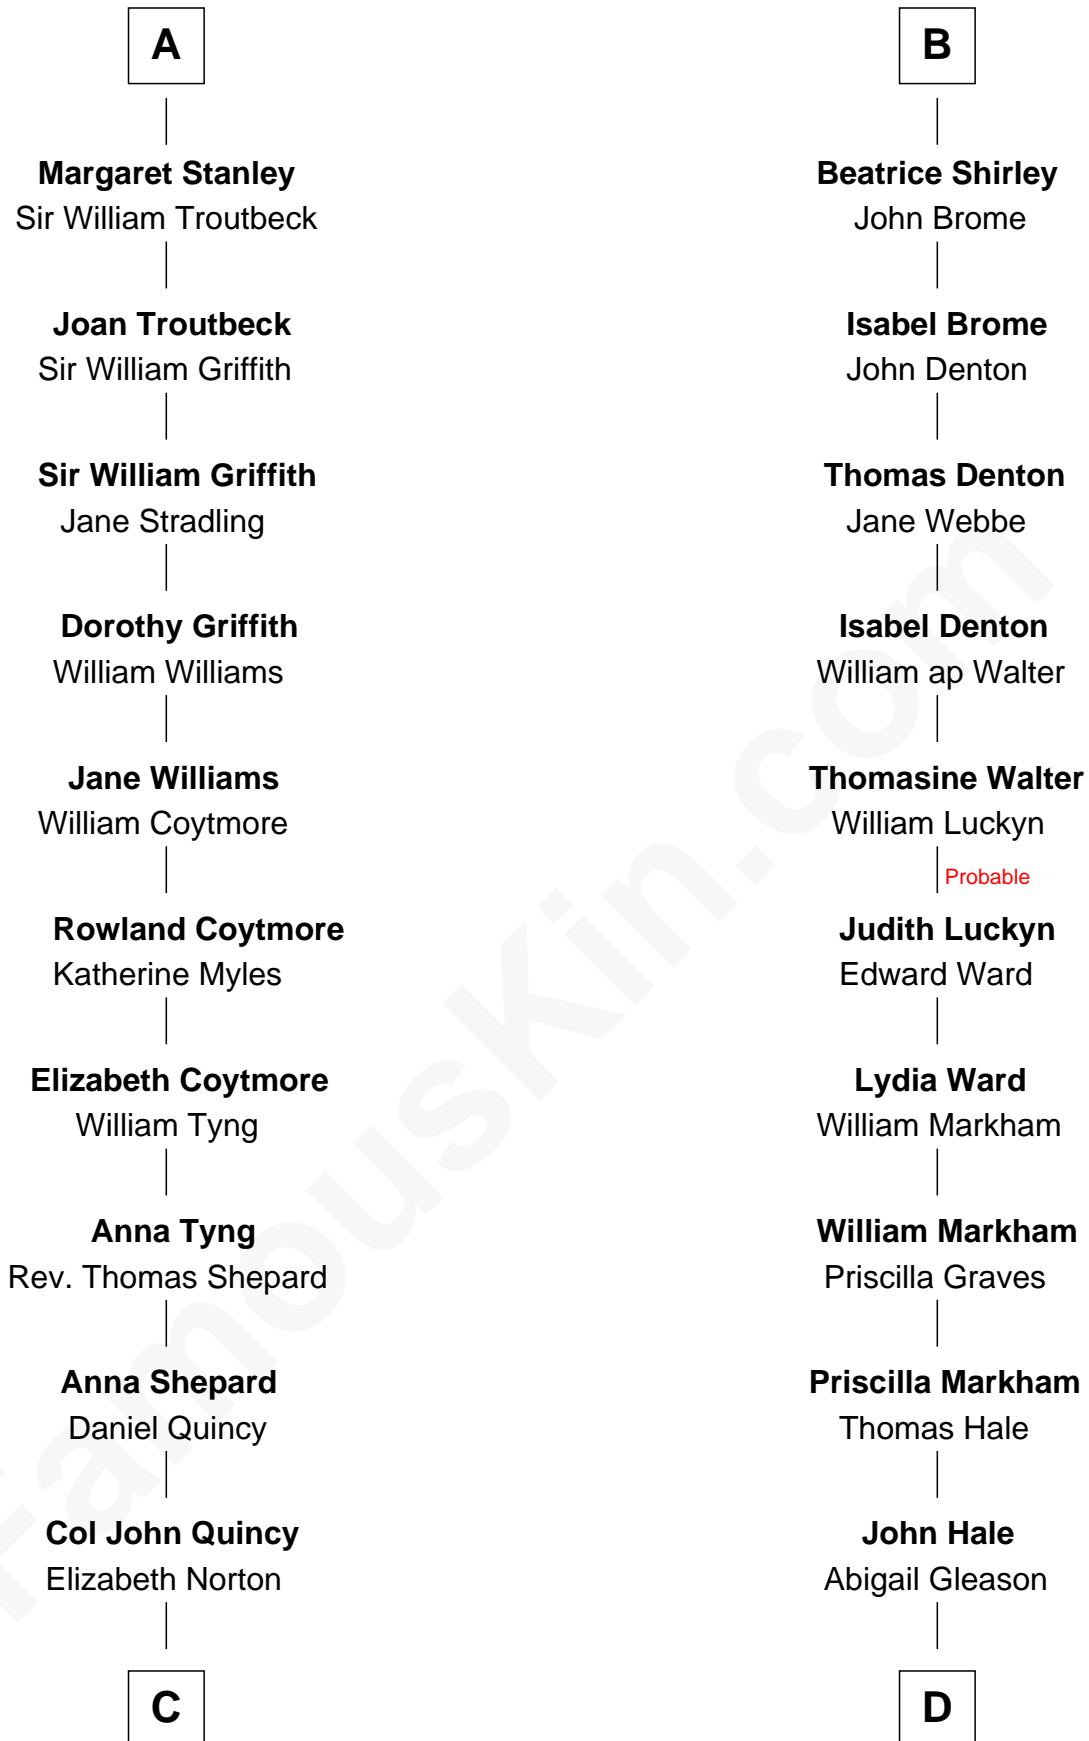 A
Margaret Stanley
Sir William Troutbeck
Joan Troutbeck
Sir William Griffith
Sir William Griffith
Jane Stradling
Dorothy Griffith
William Williams
Jane Williams
William Coytmore
Rowland Coytmore
Katherine Myles
Elizabeth Coytmore
William Tyng
Anna Tyng
Rev. Thomas Shepard
Anna Shepard
Daniel Quincy
Col John Quincy
Elizabeth Norton
C
B
Beatrice Shirley
John Brome
Isabel Brome
John Denton
Thomas Denton
Jane Webbe
Isabel Denton
William ap Walter
Thomasine Walter
William Luckyn
Probable
Judith Luckyn
Edward Ward
Lydia Ward
William Markham
William Markham
Priscilla Graves
Priscilla Markham
Thomas Hale
John Hale
Abigail Gleason
D
FamousKin.com